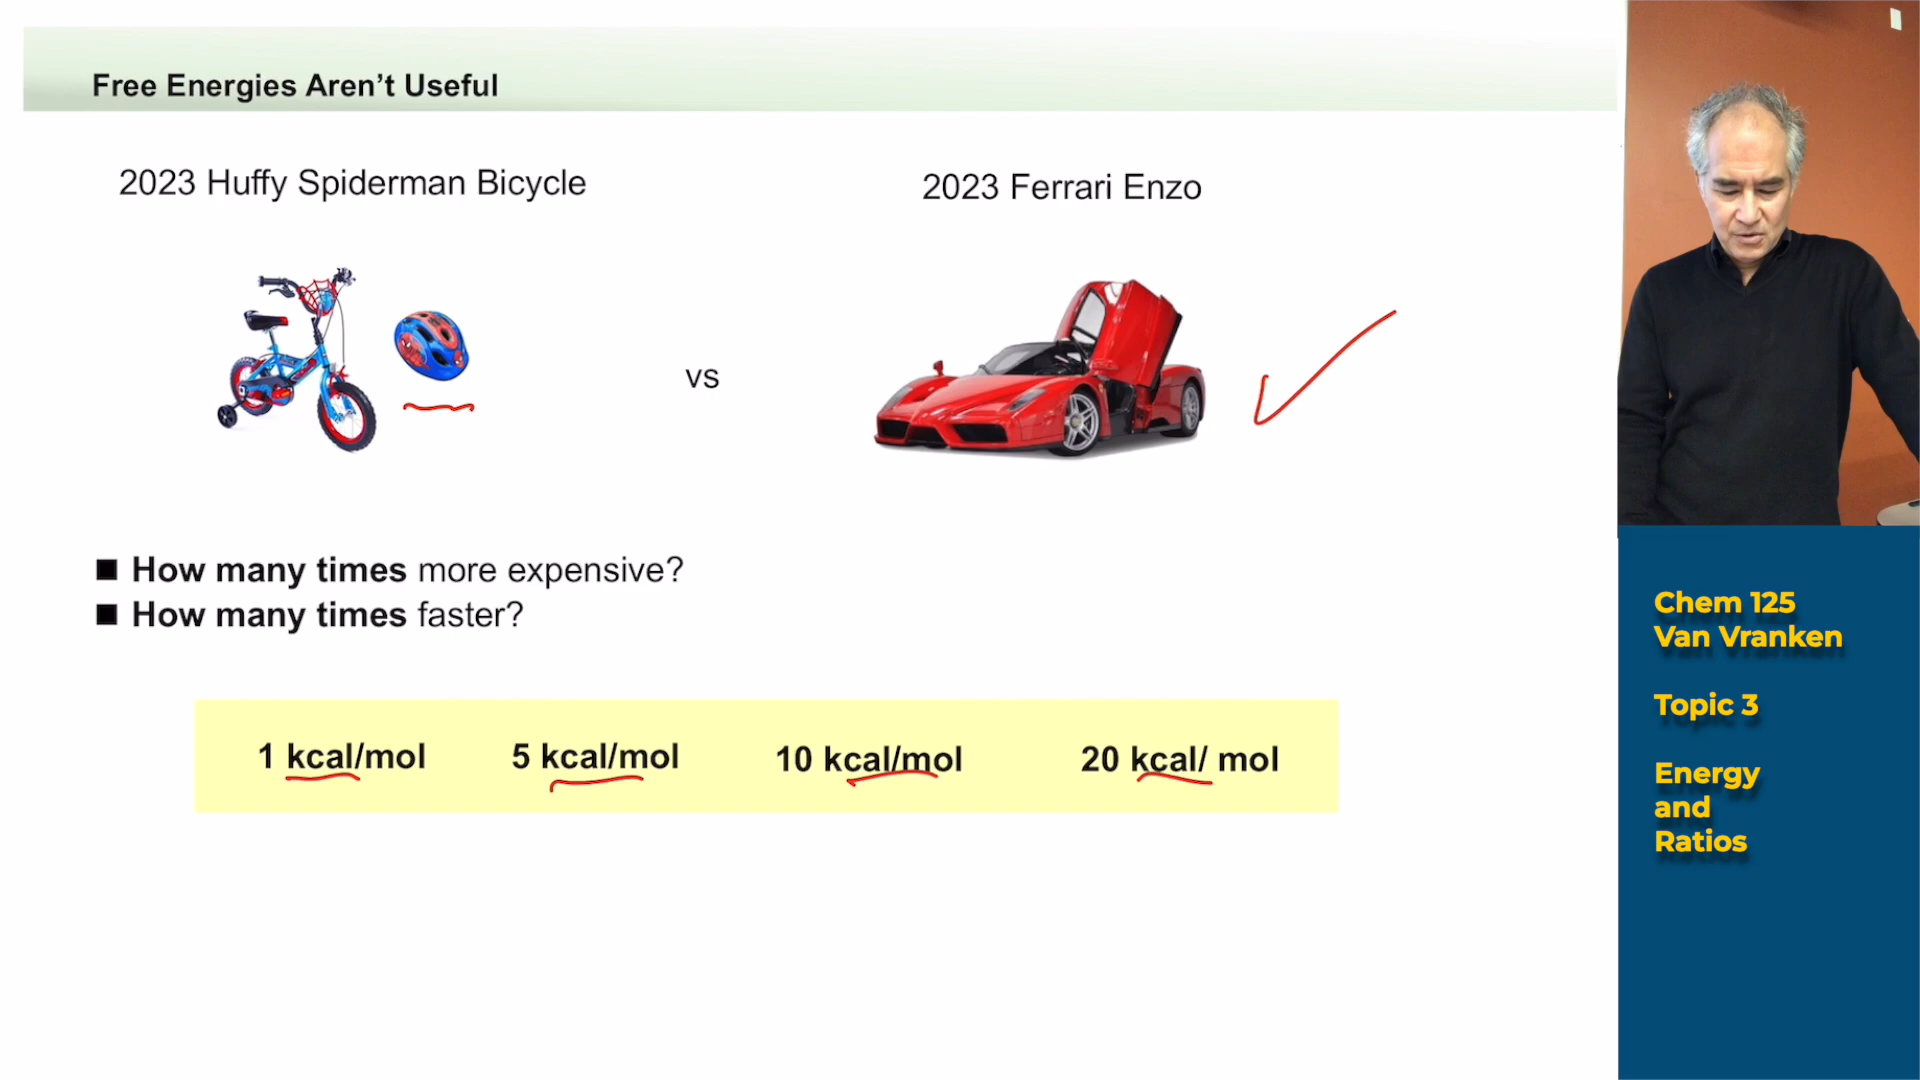 Free Energies Aren’t Useful
2023 Huffy Spiderman Bicycle
2023 Ferrari Enzo
vs
■ How many times more expensive?
■ How many times faster?
1 kcal/mol 5 kcal/mol 10 kcal/mol 20 kcal/ mol
Chem 125
Van Vranken
Topic 3
Energy
and
Ratios